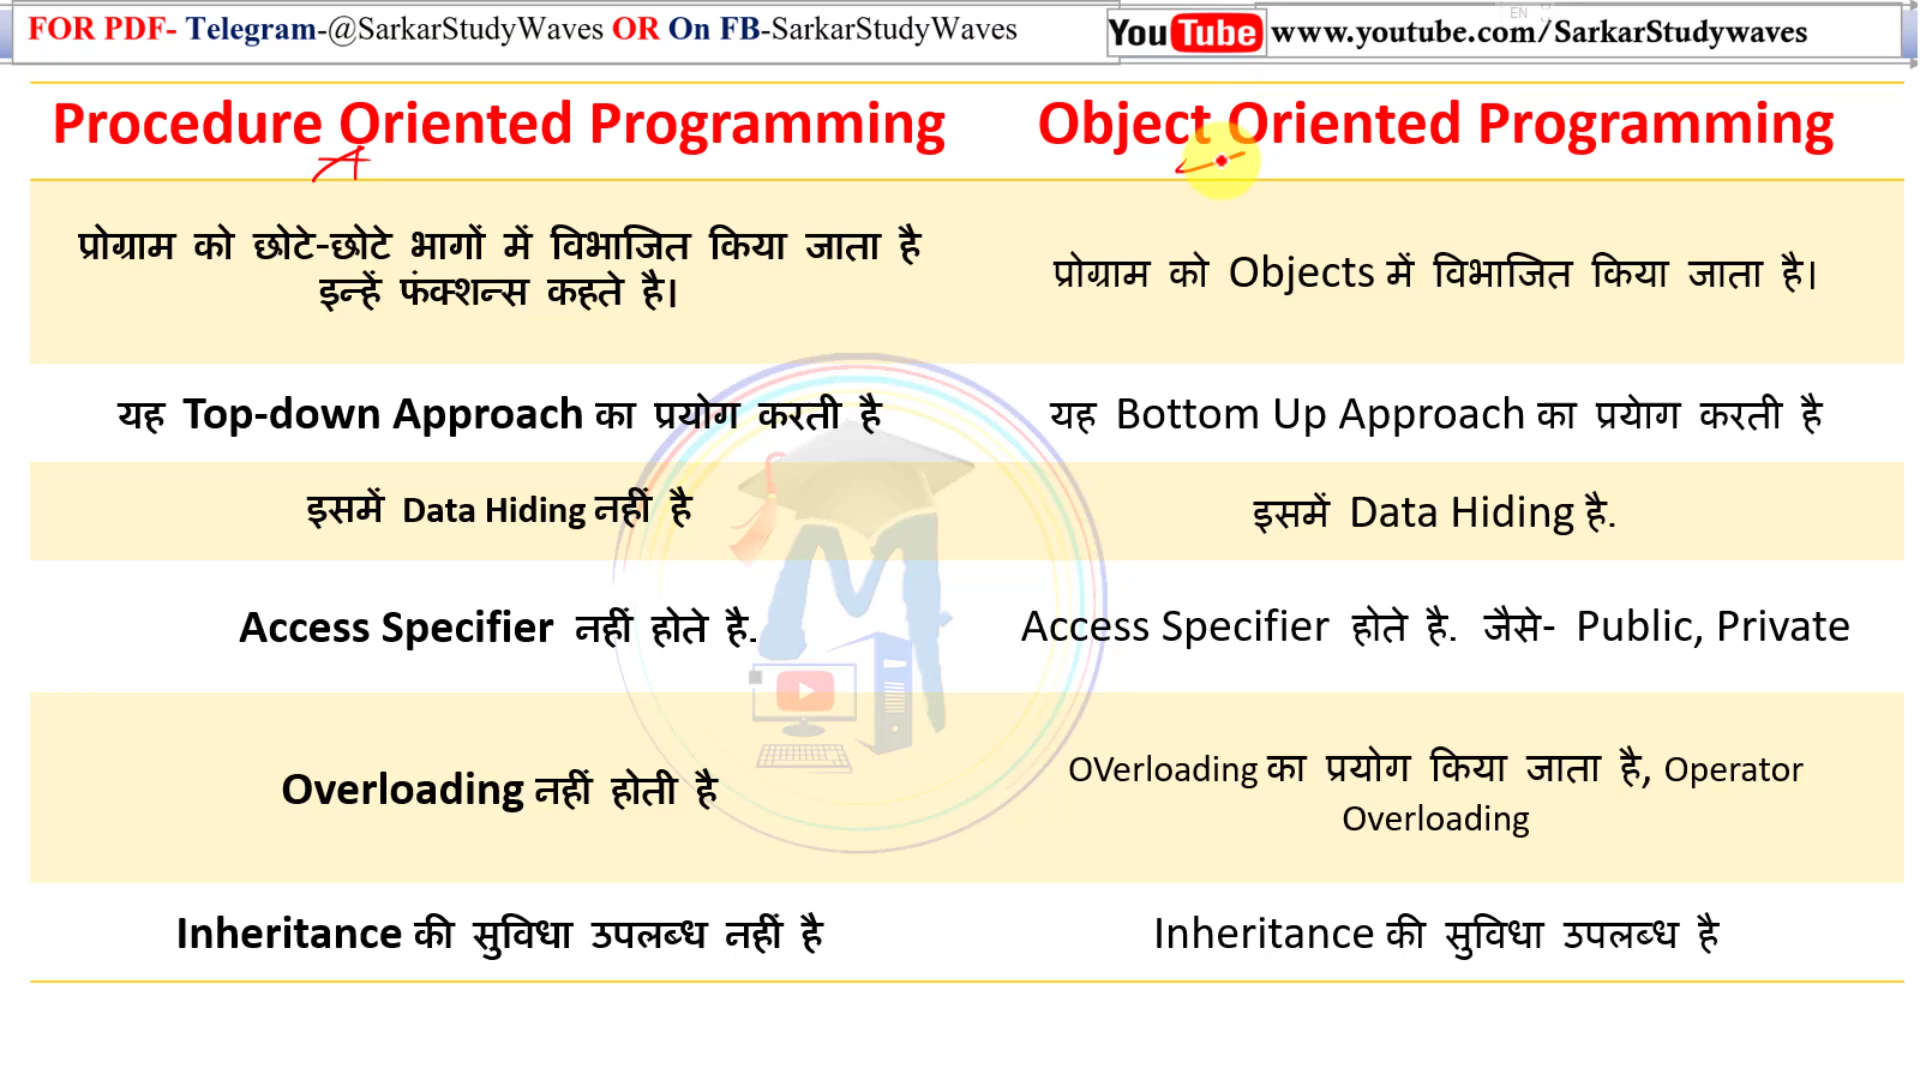 FOR PDF- Telegram-@SarkarStudyWaves OR On FB-SarkarStudyWaves
YouTube www.youtube.com/SarkarStudywaves
EN
Procedure Oriented Programming
Object Oriented Programming
प्रोग्राम को छोटे-छोटे भागों में विभाजित किया जाता है
इन्हें फंक्शन्स कहते है।
प्रोग्राम को Objects में विभाजित किया जाता है।
यह Top-down Approach का प्रयोग करती है
यह Bottom Up Approach का प्रयेाग करती है
इसमें Data Hiding नहीं है
इसमें Data Hiding है.
Access Specifier नहीं होते है.
Access Specifier होते है. जैसे- Public, Private
Overloading नहीं होती है
OVerloading का प्रयोग किया जाता है, Operator
Overloading
Inheritance की सुविधा उपलब्ध नहीं है
Inheritance की सुविधा उपलब्ध है